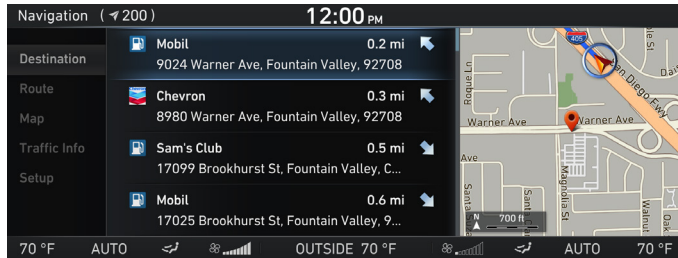 Navigation (200)
12:00 PM
Destination
Route
Map
Traffic Info
Setup
Mobil 0.2 mi
9024 Warner Ave, Fountain Valley, 92708
Chevron 0.3 mi
8980 Warner Ave, Fountain Valley, 92708
Sam's Club 0.5 mi
17099 Brookhurst St, Fountain Valley, C...
Mobil 0.6 mi
17025 Brookhurst St, Fountain Valley, 9...
405
San Diego Fwy
Roque Ln
Warner Ave
Warner Ave
Ave
Magnolia St
Walnut
Oak
N
700 ft
70 °F AUTO OUTSIDE 70 °F AUTO 70 °F